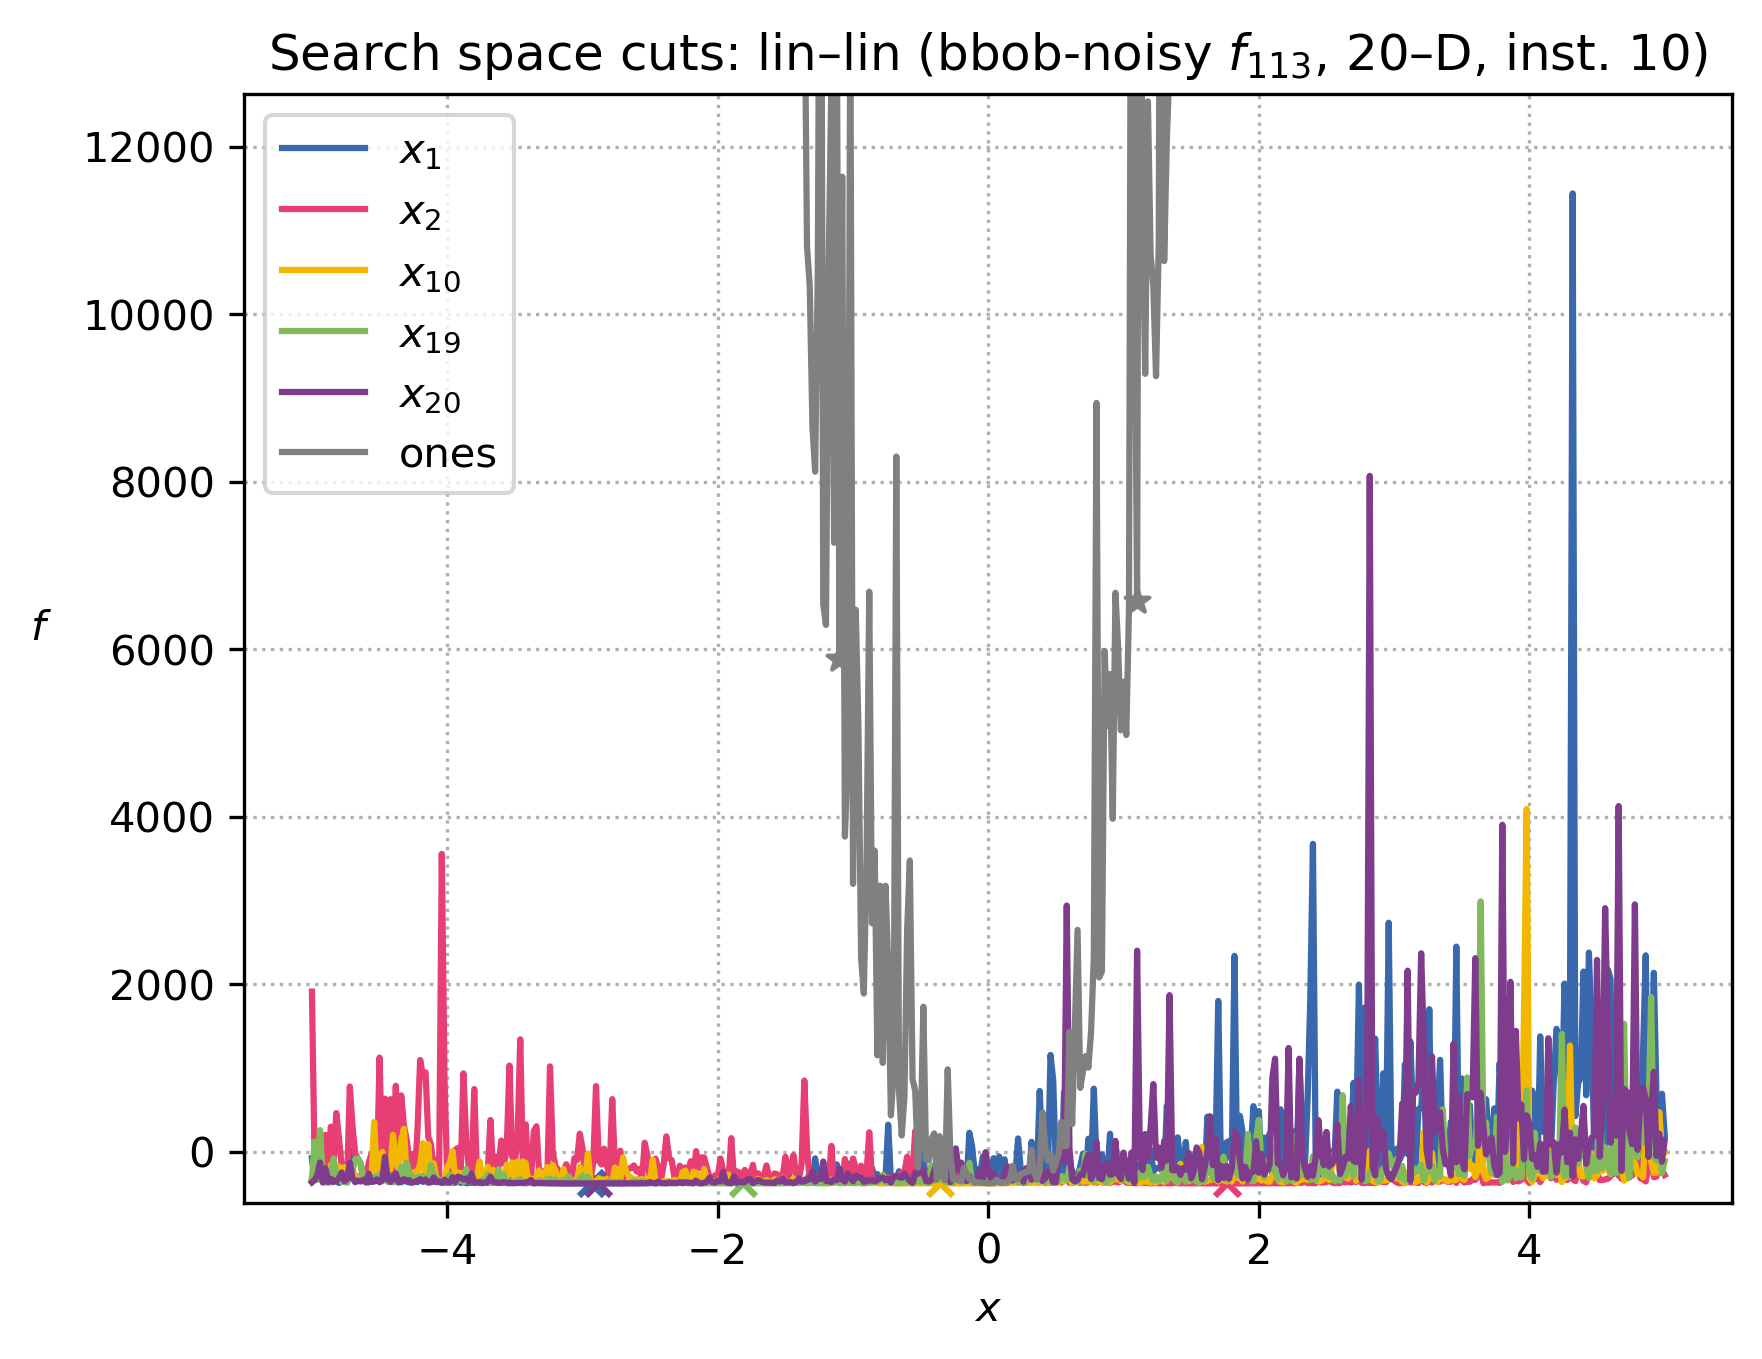 Search space cuts: lin–lin (bbob-noisy f₁₁₃, 20–D, inst. 10)
12000
10000
8000
6000
4000
2000
0
f
x₁
x₂
x₁₀
x₁₉
x₂₀
ones
−4 −2 0 2 4
x